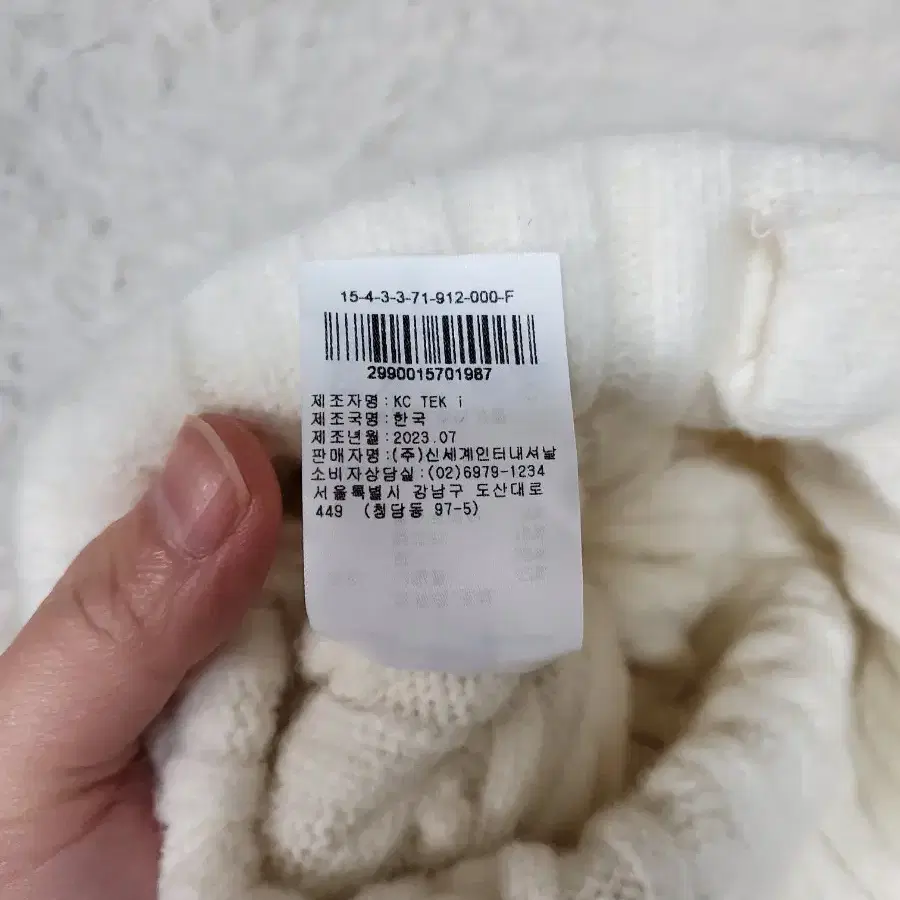 15-4-3-3-71-912-000-F
2990015701987
제조자명:KC TEK i
제조국명:한국
제조년월:2023.07
판매자명:(주)신세계인터내셔날
소비자상담실:(02)6979-1234
서울특별시 강남구 도산대로
449 (청담동 97-5)